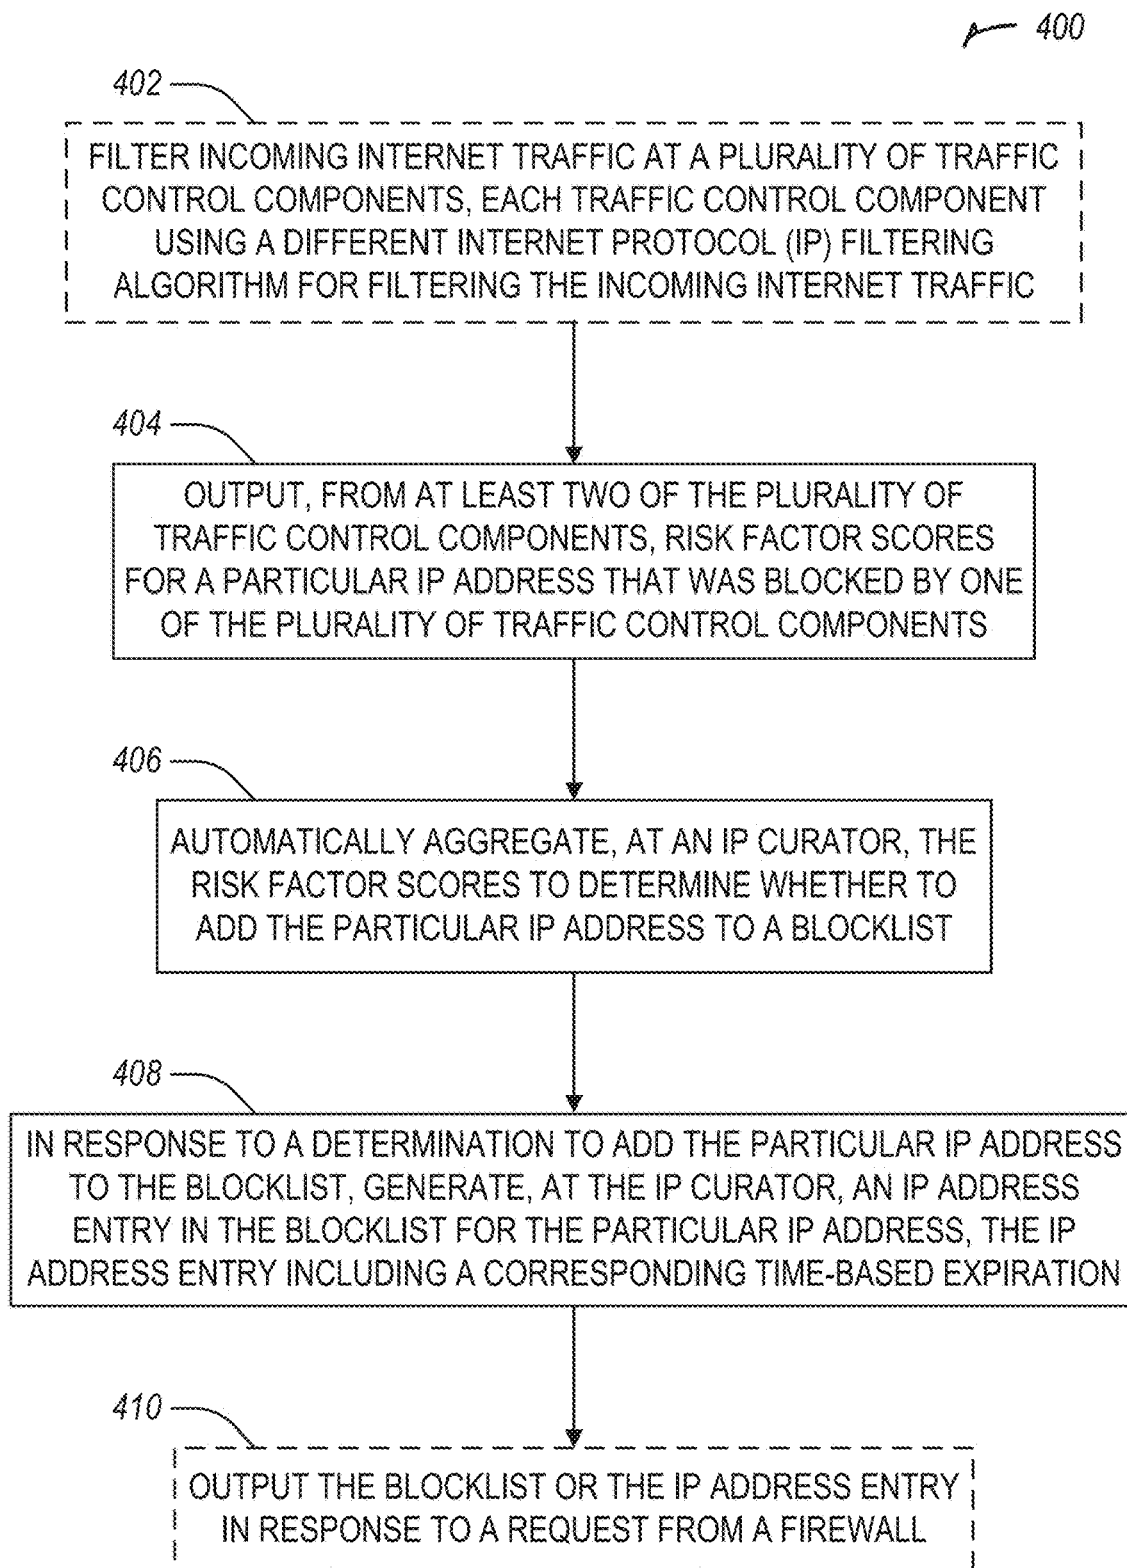 400
402
FILTER INCOMING INTERNET TRAFFIC AT A PLURALITY OF TRAFFIC
CONTROL COMPONENTS, EACH TRAFFIC CONTROL COMPONENT
USING A DIFFERENT INTERNET PROTOCOL (IP) FILTERING
ALGORITHM FOR FILTERING THE INCOMING INTERNET TRAFFIC
404
OUTPUT, FROM AT LEAST TWO OF THE PLURALITY OF
TRAFFIC CONTROL COMPONENTS, RISK FACTOR SCORES
FOR A PARTICULAR IP ADDRESS THAT WAS BLOCKED BY ONE
OF THE PLURALITY OF TRAFFIC CONTROL COMPONENTS
406
AUTOMATICALLY AGGREGATE, AT AN IP CURATOR, THE
RISK FACTOR SCORES TO DETERMINE WHETHER TO
ADD THE PARTICULAR IP ADDRESS TO A BLOCKLIST
408
IN RESPONSE TO A DETERMINATION TO ADD THE PARTICULAR IP ADDRESS
TO THE BLOCKLIST, GENERATE, AT THE IP CURATOR, AN IP ADDRESS
ENTRY IN THE BLOCKLIST FOR THE PARTICULAR IP ADDRESS, THE IP
ADDRESS ENTRY INCLUDING A CORRESPONDING TIME-BASED EXPIRATION
410
OUTPUT THE BLOCKLIST OR THE IP ADDRESS ENTRY
IN RESPONSE TO A REQUEST FROM A FIREWALL